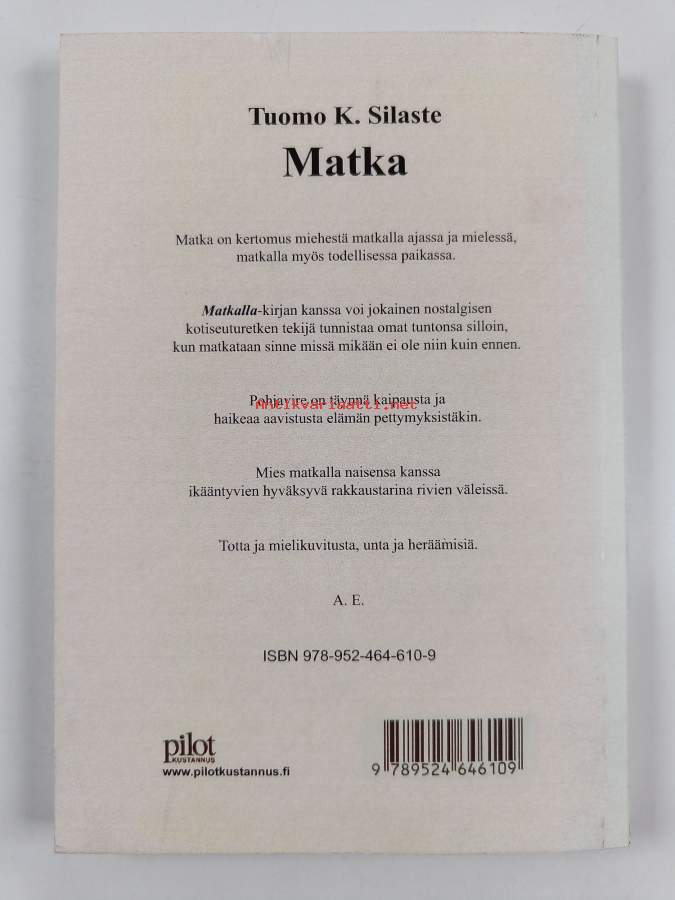 Tuomo K. Silaste
Matka
Matka on kertomus miehestä matkalla ajassa ja mielessä,
matkalla myös todellisessa paikassa.
Matkalla-kirjan kanssa voi jokainen nostalgisen
kotiseuturetken tekijä tunnistaa omat tuntonsa silloin,
kun matkataan sinne missä mikään ei ole niin kuin ennen.
Pohjavire on täynnä kaipausta ja
Antikvariaatti.net
haikeaa aavistusta elämän pettymyksistäkin.
Mies matkalla naisensa kanssa
ikääntyvien hyväksyvä rakkaustarina rivien väleissä.
Totta ja mielikuvitusta, unta ja heräämisiä.
A. E.
ISBN 978-952-464-610-9
pilot
KUSTANNUS
www.pilotkustannus.fi
9 789524 646109